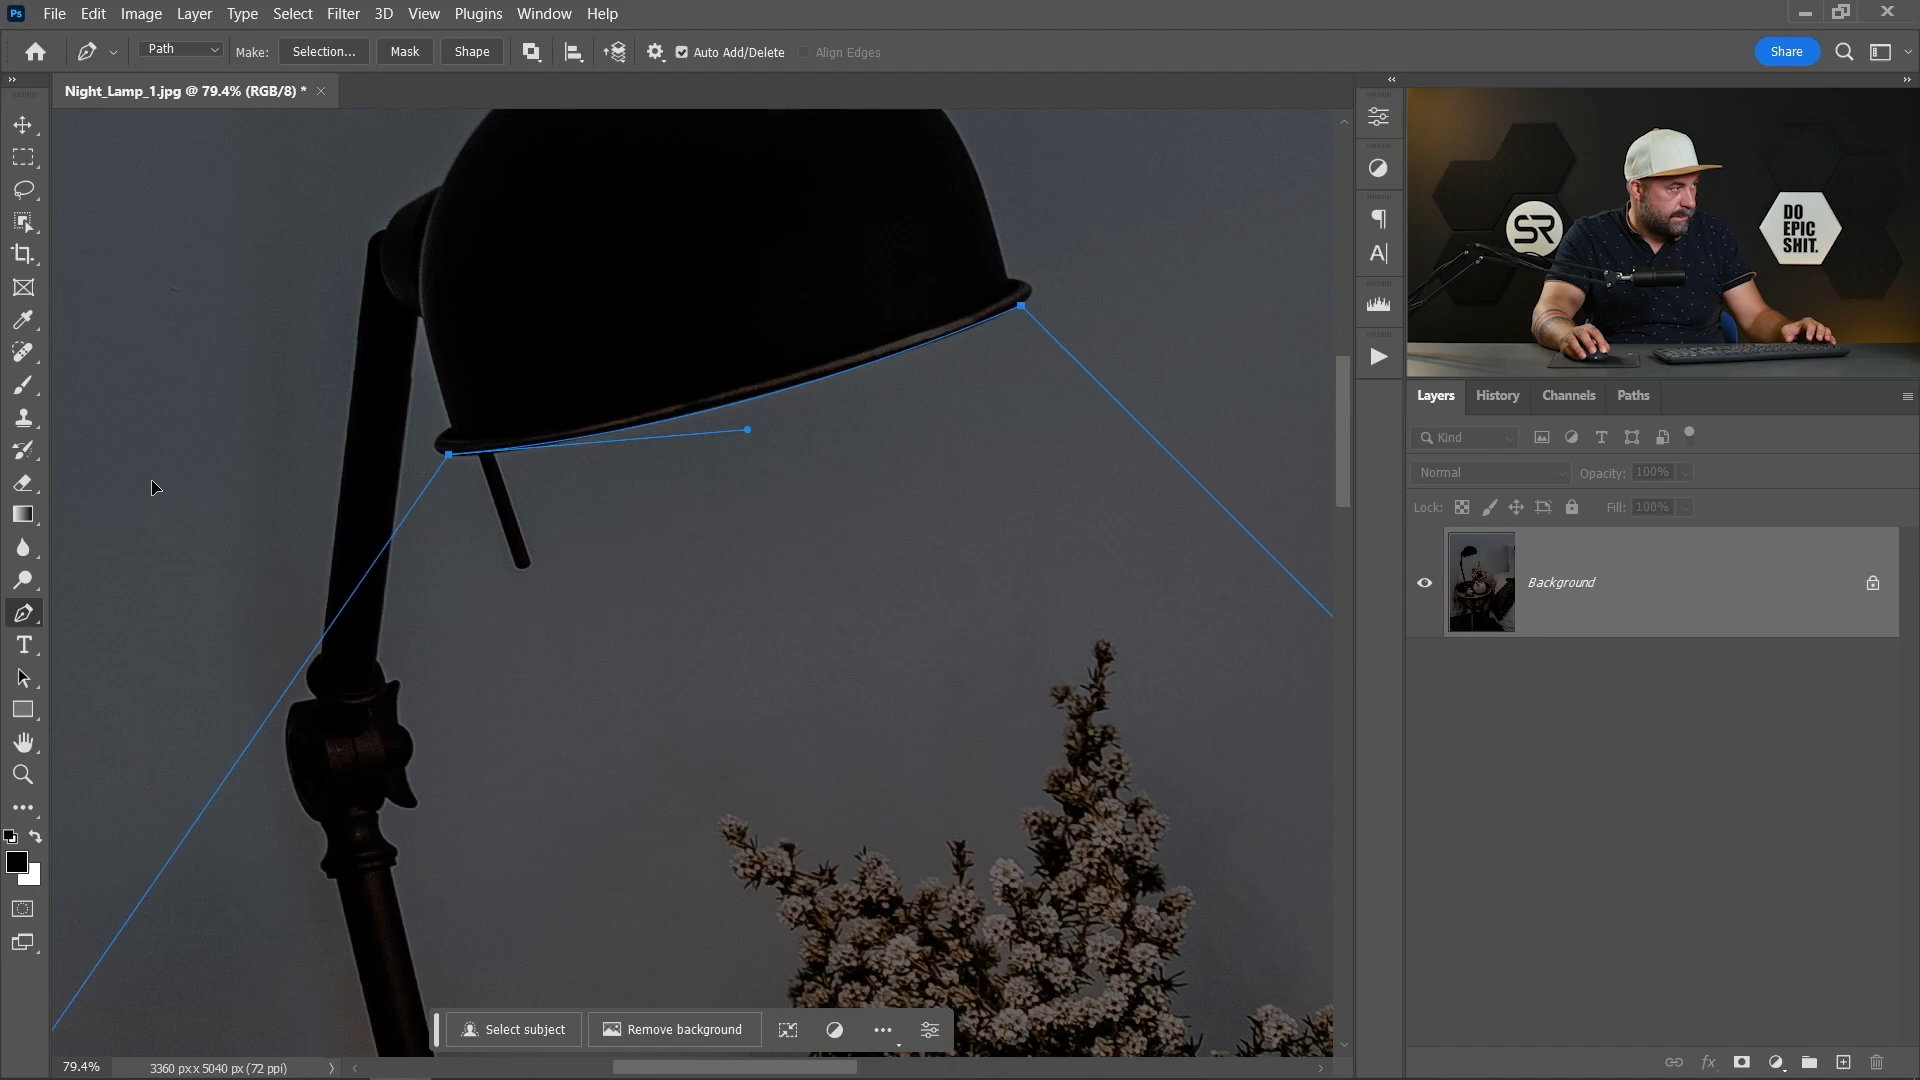 Ps File Edit Image Layer Type Select Filter 3D View Plugins Window Help
Path Make: Selection... Mask Shape Auto Add/Delete Align Edges Share
Night_Lamp_1.jpg @ 79.4% (RGB/8) *
SR
DO
EPIC
SHIT.
Layers History Channels Paths
Kind
Normal Opacity: 100%
Lock: Fill: 100%
Background
Select subject Remove background
79.4% 3360 px x 5040 px (72 ppi)